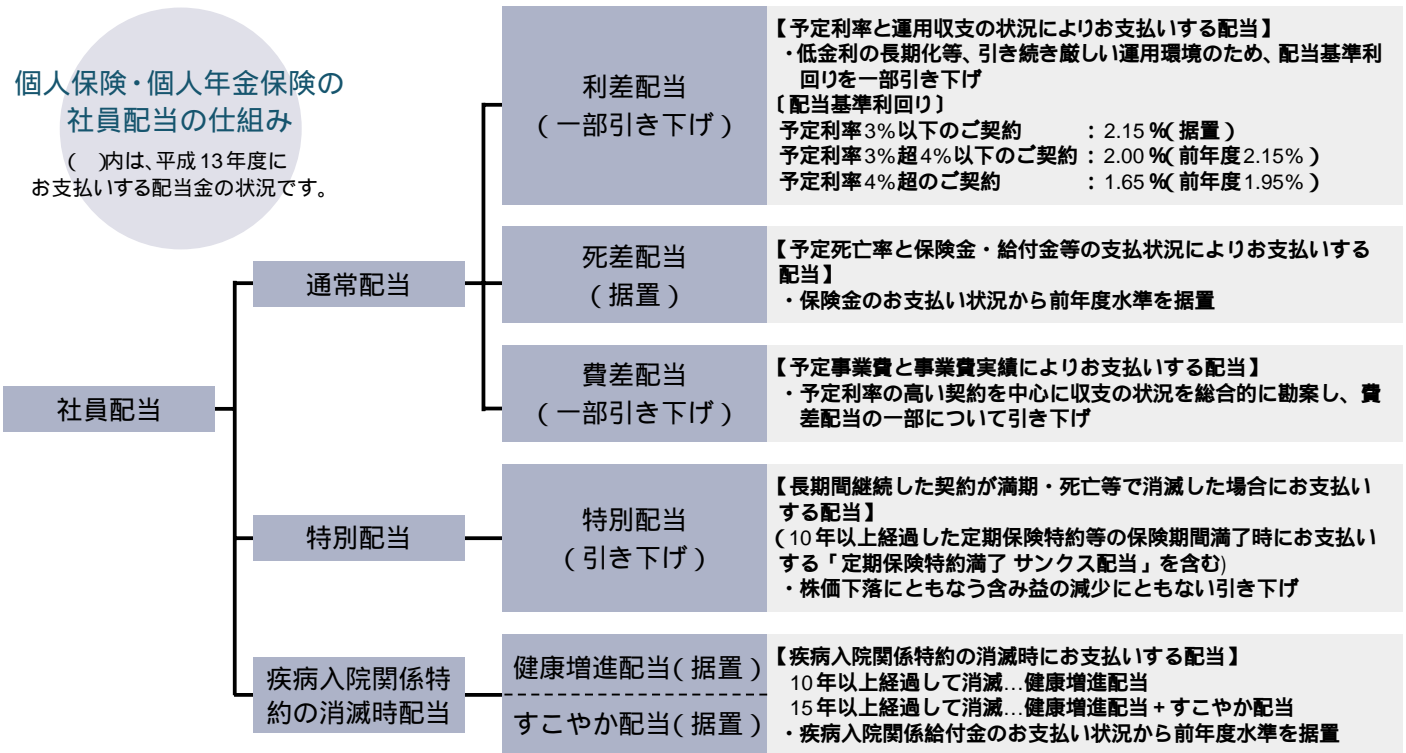 個人保険・個人年金保険の
社員配当の仕組み
(　)内は、平成13年度に
お支払いする配当金の状況です。
社員配当
通常配当
利差配当
(一部引き下げ)
【予定利率と運用収支の状況によりお支払いする配当】
・低金利の長期化等、引き続き厳しい運用環境のため、配当基準利
回りを一部引き下げ
〔配当基準利回り〕
予定利率3%以下のご契約　　　：2.15%(据置)
予定利率3%超4%以下のご契約：2.00%(前年度2.15%)
予定利率4%超のご契約　　　　：1.65%(前年度1.95%)
死差配当
(据置)
【予定死亡率と保険金・給付金等の支払状況によりお支払いする
配当】
・保険金のお支払い状況から前年度水準を据置
費差配当
(一部引き下げ)
【予定事業費と事業費実績によりお支払いする配当】
・予定利率の高い契約を中心に収支の状況を総合的に勘案し、費
差配当の一部について引き下げ
特別配当
特別配当
(引き下げ)
【長期間継続した契約が満期・死亡等で消滅した場合にお支払い
する配当】
(10年以上経過した定期保険特約等の保険期間満了時にお支払い
する「定期保険特約満了 サンクス配当」を含む)
・株価下落にともなう含み益の減少にともない引き下げ
疾病入院関係特
約の消滅時配当
健康増進配当(据置)
すこやか配当(据置)
【疾病入院関係特約の消滅時にお支払いする配当】
10年以上経過して消滅…健康増進配当
15年以上経過して消滅…健康増進配当+すこやか配当
・疾病入院関係給付金のお支払い状況から前年度水準を据置